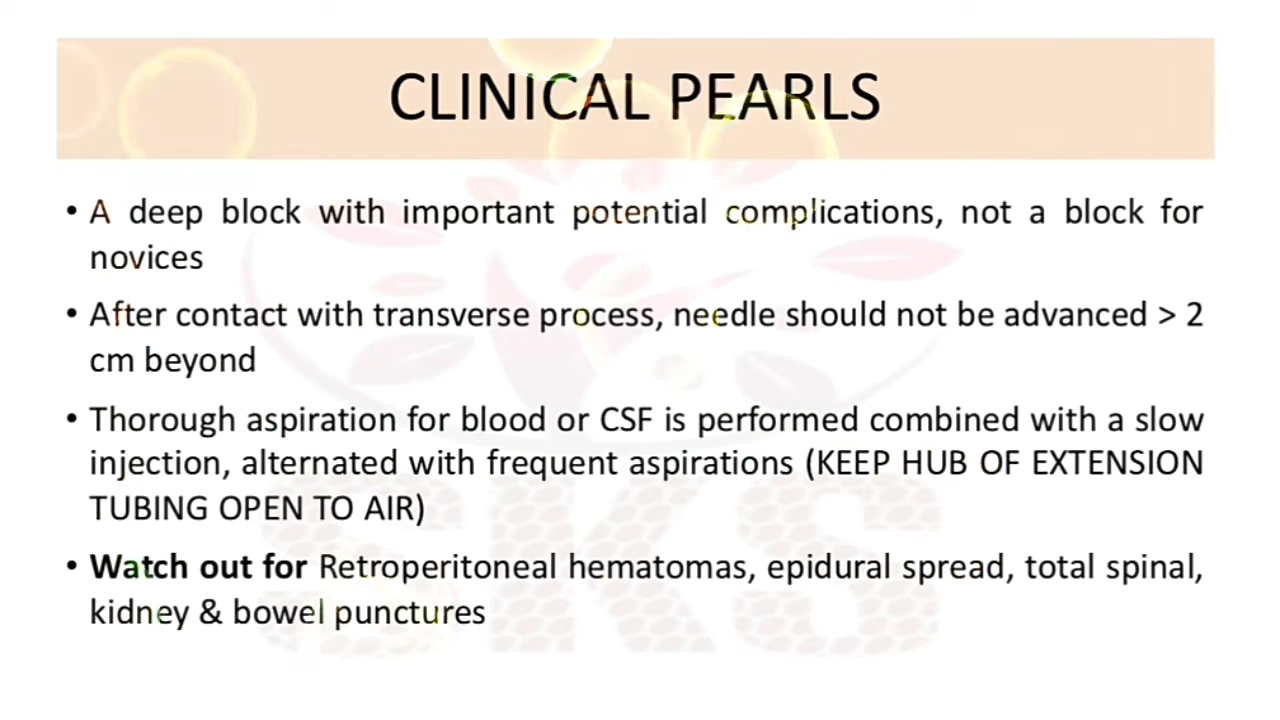 CLINICAL PEARLS
• A deep block with important potential complications, not a block for
novices
• After contact with transverse process, needle should not be advanced > 2
cm beyond
• Thorough aspiration for blood or CSF is performed combined with a slow
injection, alternated with frequent aspirations (KEEP HUB OF EXTENSION
TUBING OPEN TO AIR)
• Watch out for Retroperitoneal hematomas, epidural spread, total spinal,
kidney & bowel punctures
SKS